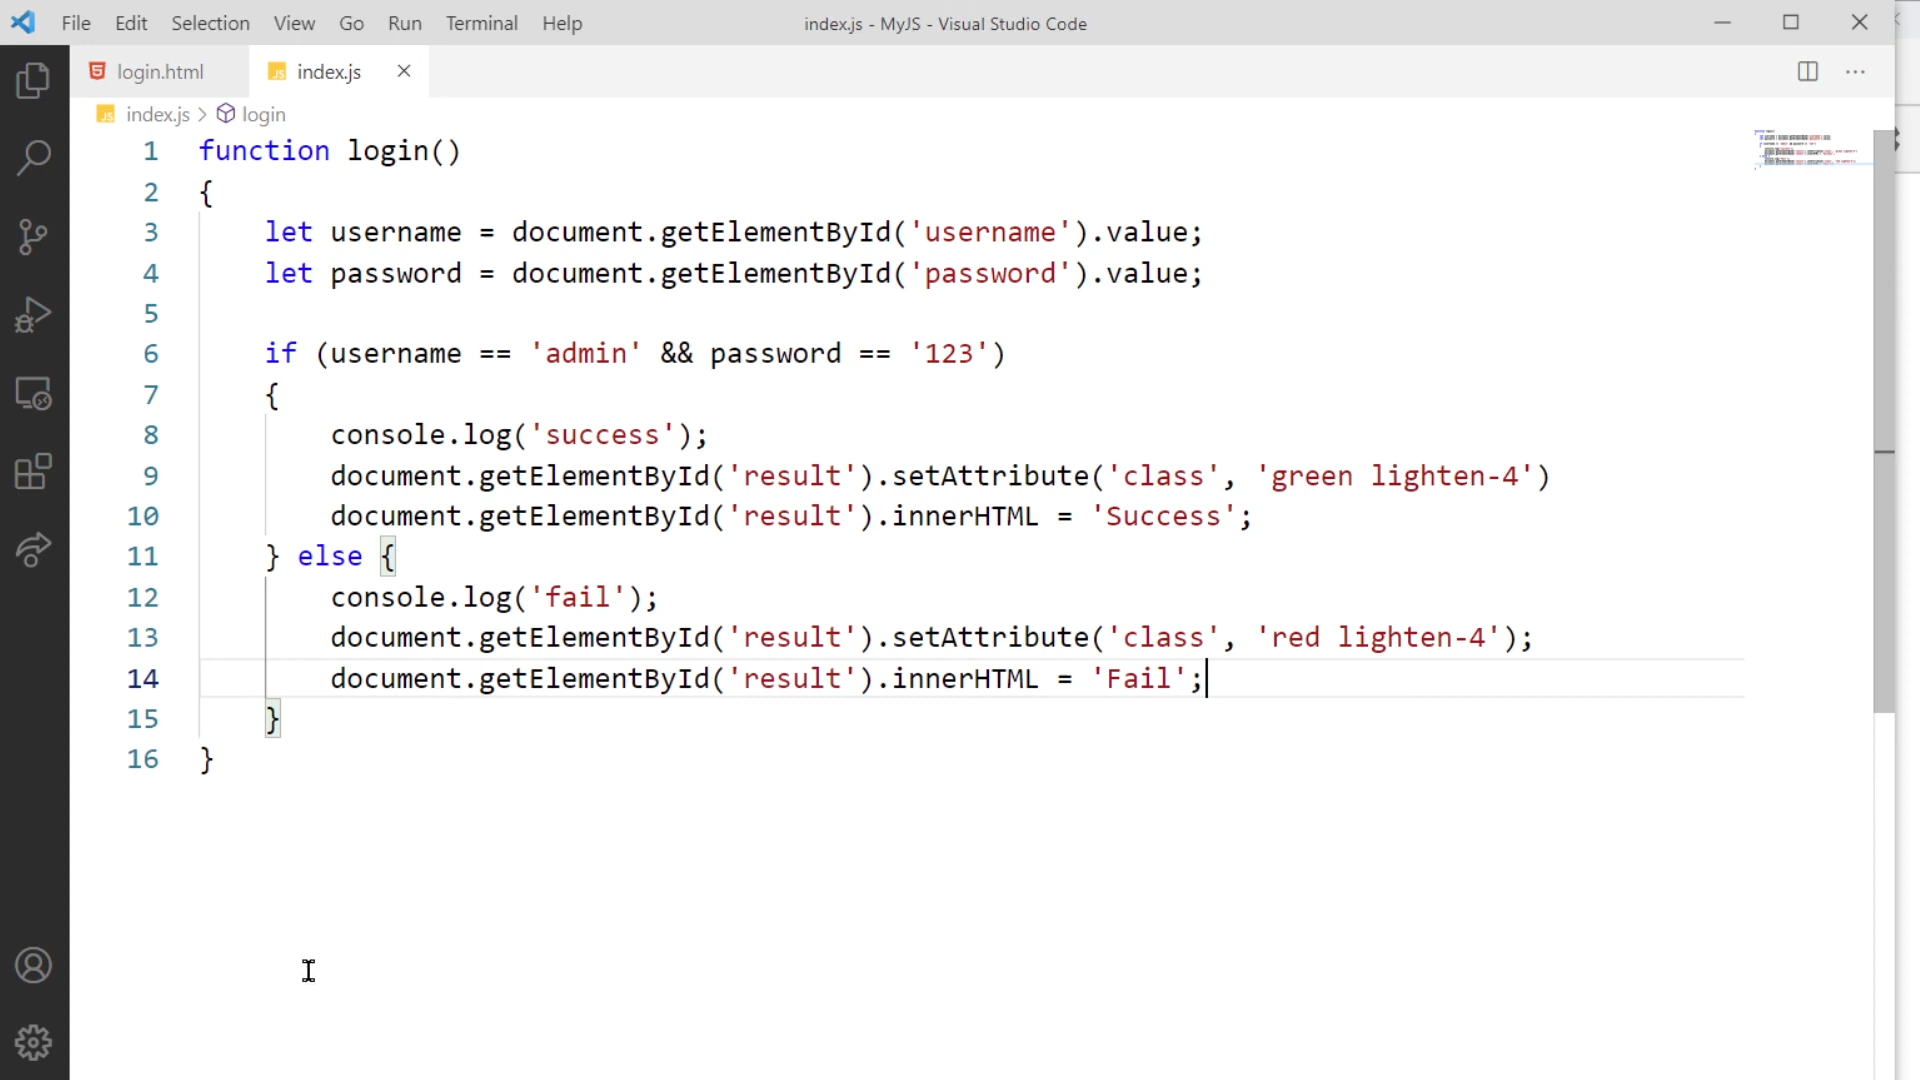 File Edit Selection View Go Run Terminal Help index.js - MyJS - Visual Studio Code
login.html index.js
index.js > login
1 function login()
2 {
3 let username = document.getElementById('username').value;
4 let password = document.getElementById('password').value;
5
6 if (username == 'admin' && password == '123')
7 {
8 console.log('success');
9 document.getElementById('result').setAttribute('class', 'green lighten-4')
10 document.getElementById('result').innerHTML = 'Success';
11 } else {
12 console.log('fail');
13 document.getElementById('result').setAttribute('class', 'red lighten-4');
14 document.getElementById('result').innerHTML = 'Fail';
15 }
16 }